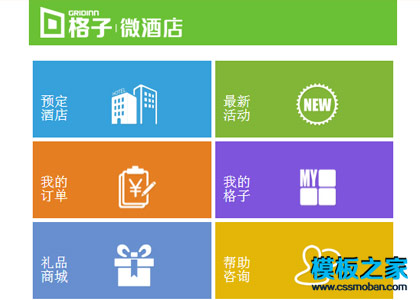 GRIDINN
格子 | 微酒店
预定
酒店
HOTEL
最新
活动
NEW
我的
订单
¥
我的
格子
MY
礼品
商城
帮助
咨询
模板之家
www.cssmoban.com